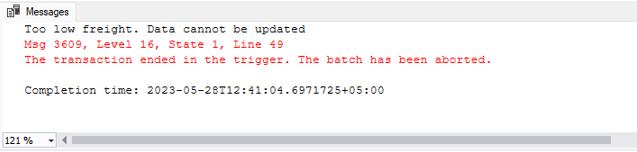 Messages
Too low freight. Data cannot be updated
Msg 3609, Level 16, State 1, Line 49
The transaction ended in the trigger. The batch has been aborted.
Completion time: 2023-05-28T12:41:04.6971725+05:00
121 %